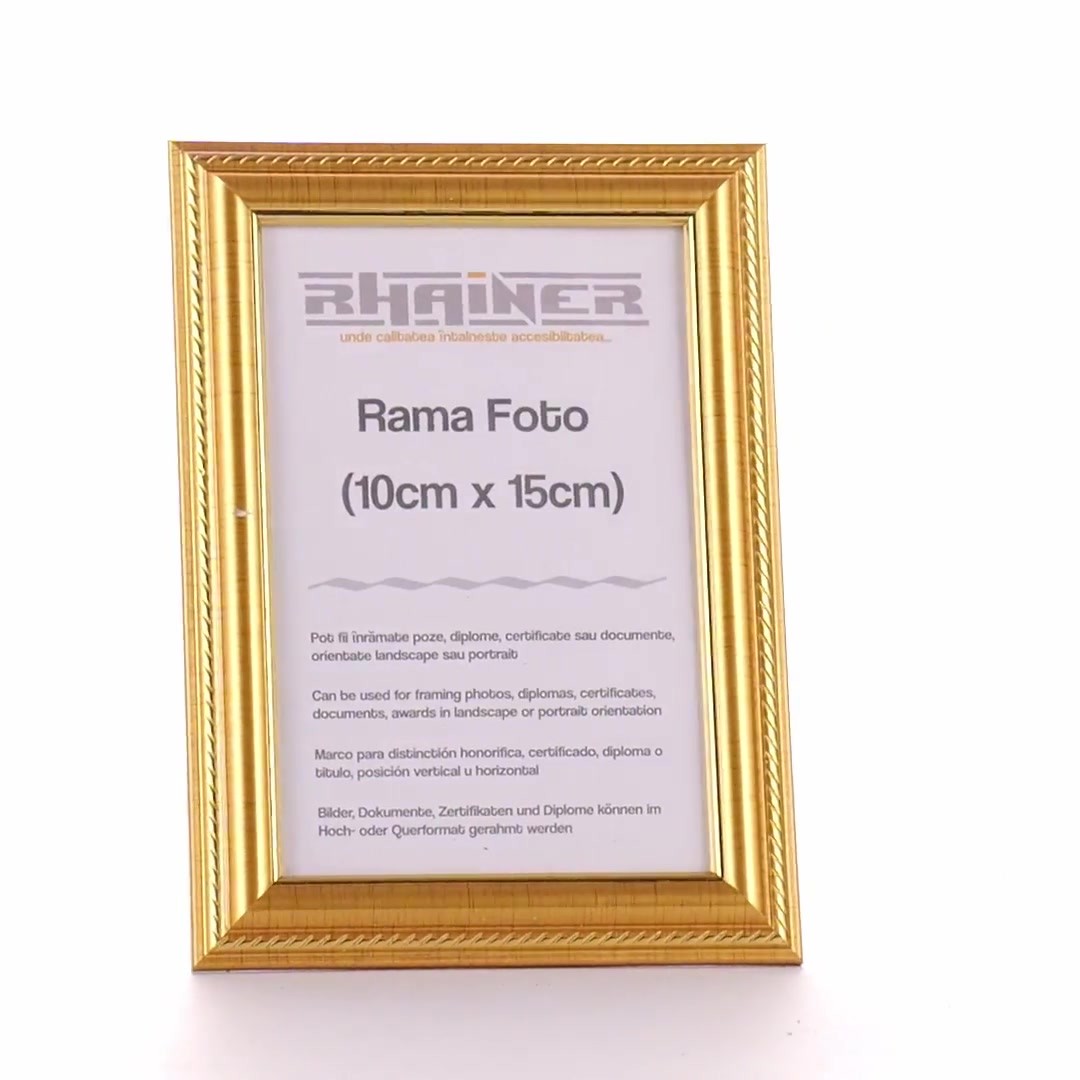 RHAINER
unde calitatea întalneste accesibilitatea...
Rama Foto
(10cm x 15cm)
Pot fii înrămate poze, diplome, certificate sau documente,
orientate landscape sau portrait
Can be used for framing photos, diplomas, certificates,
documents, awards in landscape or portrait orientation
Marco para distinctión honorifica, certificado, diploma o
titulo, posición vertical u horizontal
Bilder, Dokumente, Zertifikaten und Diplome können im
Hoch- oder Querformat gerahmt werden